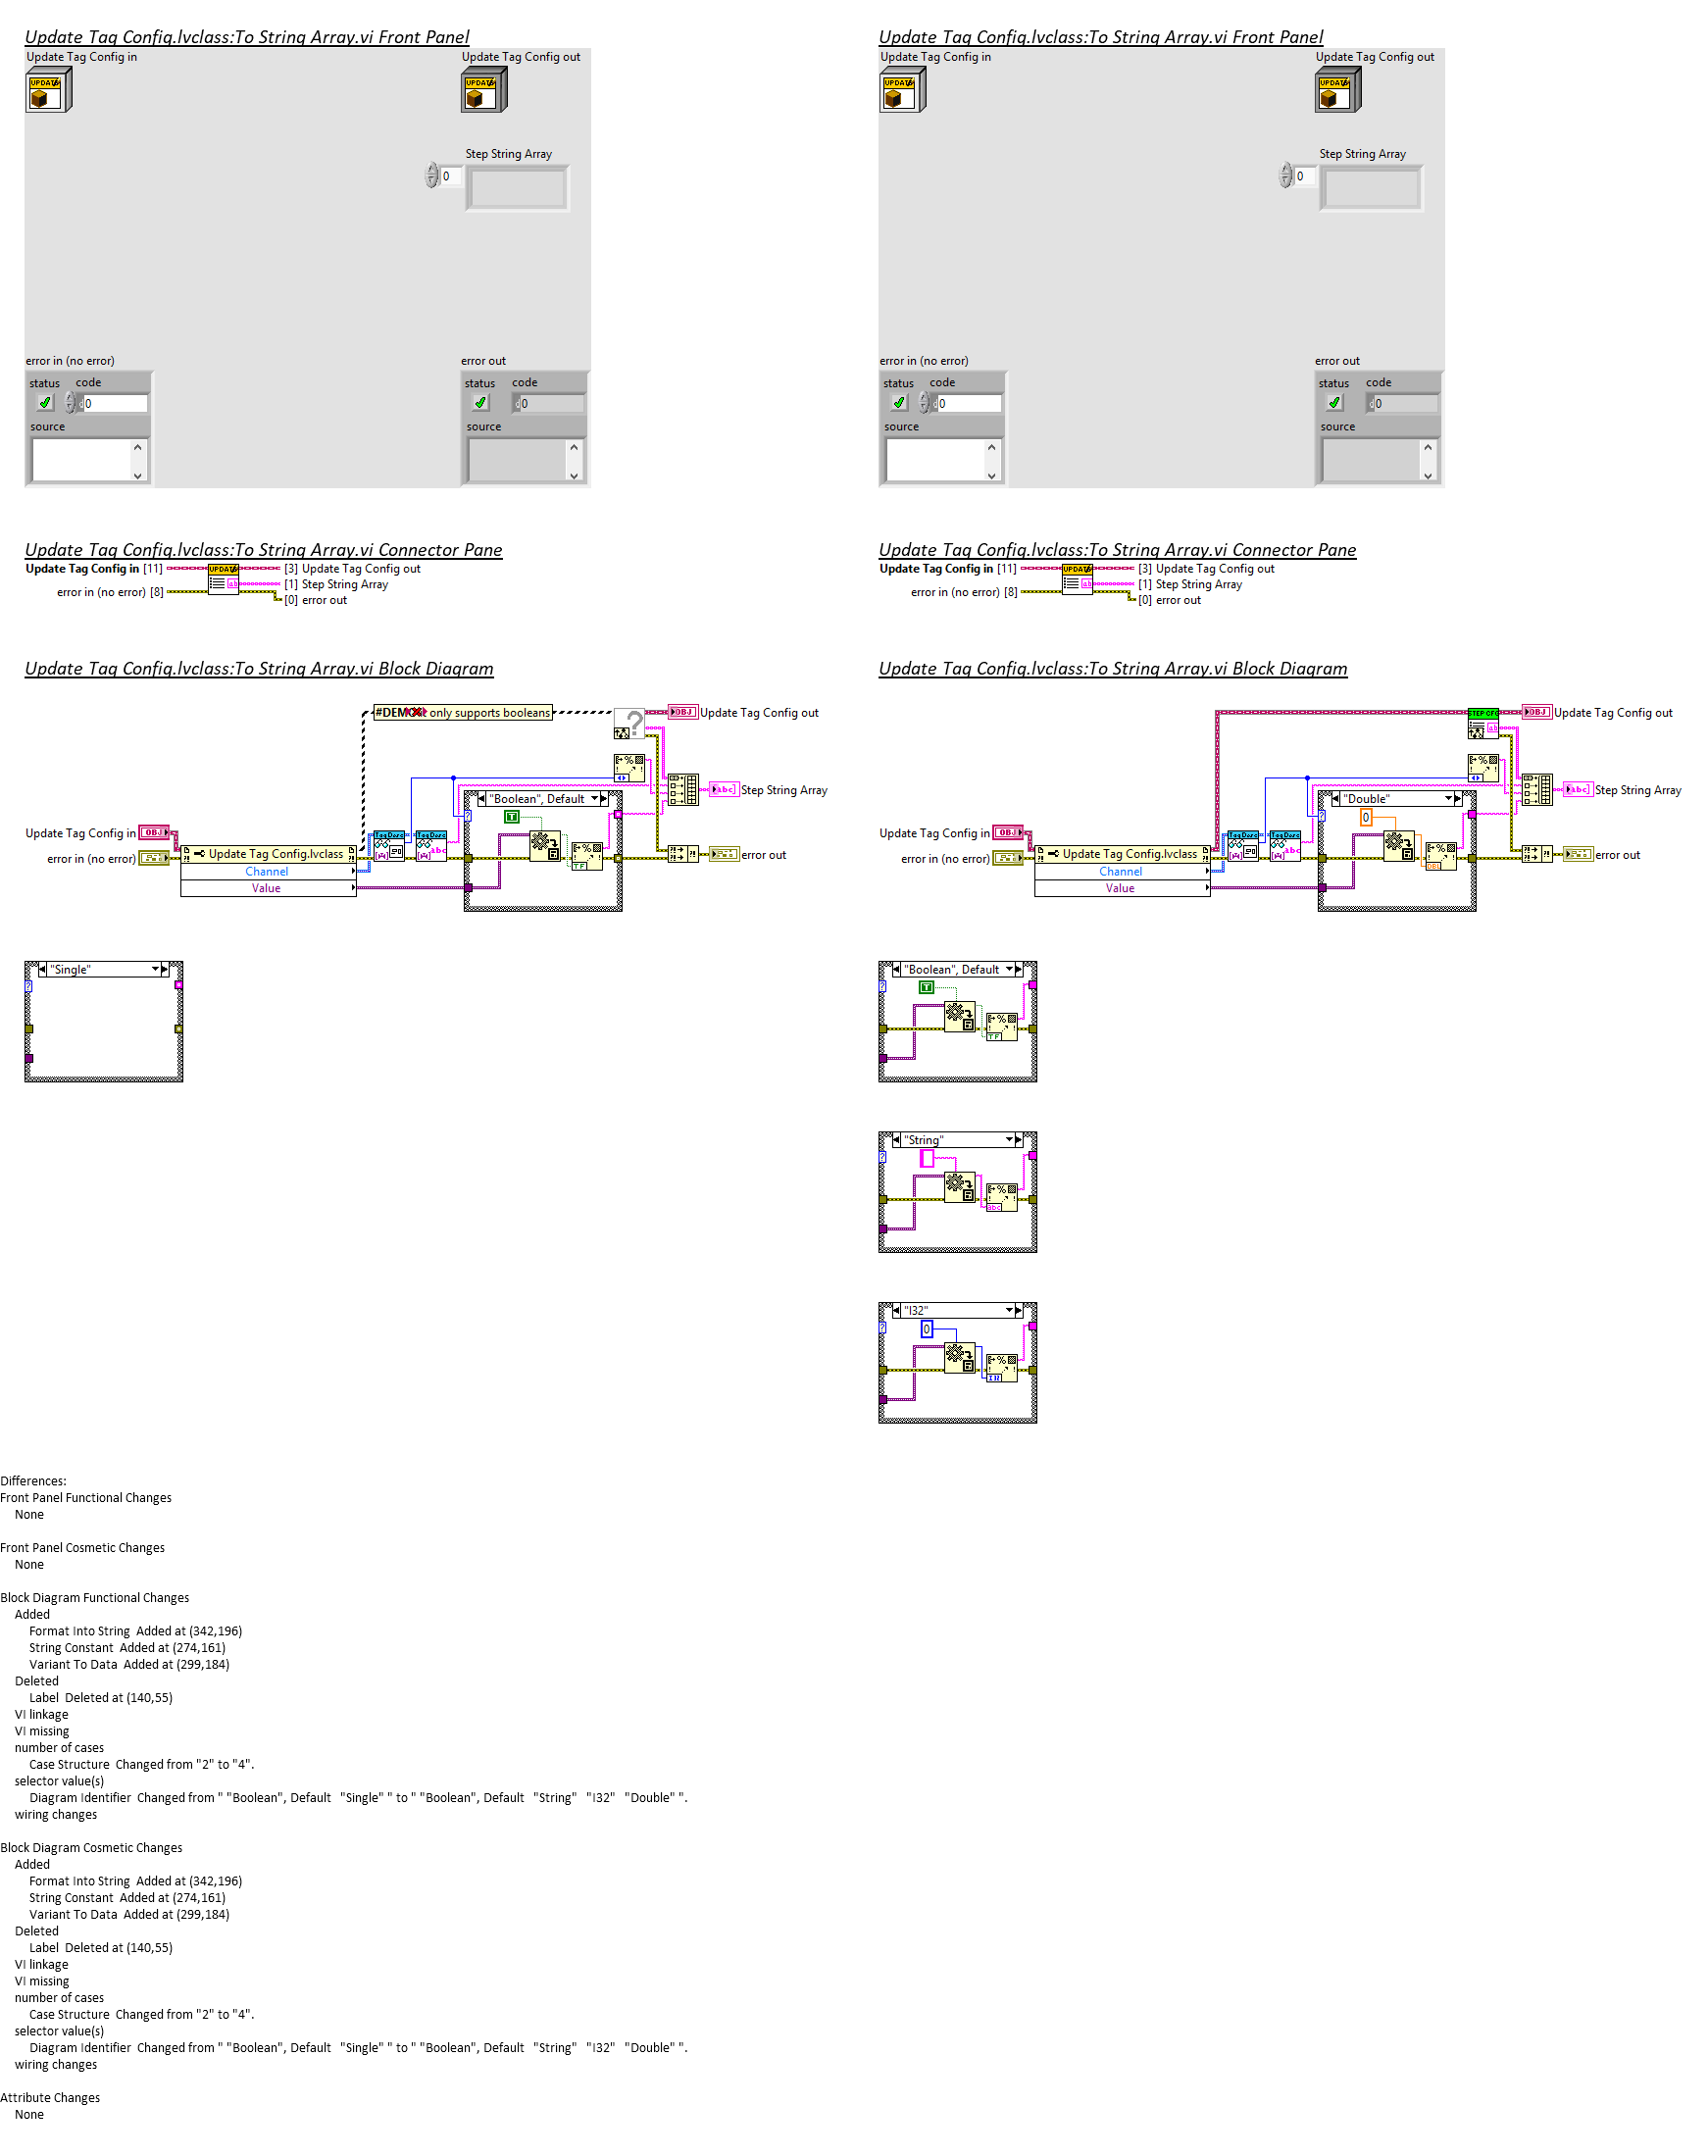 Update Tag Config.lvclass:To String Array.vi Front Panel
Update Tag Config in
Update Tag Config out
UPDATE
UPDATE
Step String Array
0
error in (no error)
error out
status
code
0
source
status
code
0
source
Update Tag Config.lvclass:To String Array.vi Connector Pane
Update Tag Config in [11]
[3] Update Tag Config out
[1] Step String Array
error in (no error) [8]
[0] error out
Update Tag Config.lvclass:To String Array.vi Block Diagram
only supports booleans
OBJ
Update Tag Config out
"Boolean", Default
abc
Step String Array
T
Update Tag Config in
OBJ
error in (no error)
Update Tag Config.lvclass
TF
error out
Channel
Value
"Single"
Update Tag Config.lvclass:To String Array.vi Front Panel
Update Tag Config in
Update Tag Config out
UPDATE
UPDATE
Step String Array
0
error in (no error)
error out
status
code
0
source
status
code
0
source
Update Tag Config.lvclass:To String Array.vi Connector Pane
Update Tag Config in [11]
[3] Update Tag Config out
[1] Step String Array
error in (no error) [8]
[0] error out
Update Tag Config.lvclass:To String Array.vi Block Diagram
OBJ
Update Tag Config out
"Double"
abc
Step String Array
0
Update Tag Config in
OBJ
error in (no error)
Update Tag Config.lvclass
DBL
error out
Channel
Value
"Boolean", Default
T
TF
"String"
abc
"I32"
0
Differences:
Front Panel Functional Changes
None
Front Panel Cosmetic Changes
None
Block Diagram Functional Changes
Added
Format Into String  Added at (342,196)
String Constant  Added at (274,161)
Variant To Data  Added at (299,184)
Deleted
Label  Deleted at (140,55)
VI linkage
VI missing
number of cases
Case Structure  Changed from "2" to "4".
selector value(s)
Diagram Identifier  Changed from " "Boolean", Default   "Single" " to " "Boolean", Default   "String"   "I32"   "Double" ".
wiring changes
Block Diagram Cosmetic Changes
Added
Format Into String  Added at (342,196)
String Constant  Added at (274,161)
Variant To Data  Added at (299,184)
Deleted
Label  Deleted at (140,55)
VI linkage
VI missing
number of cases
Case Structure  Changed from "2" to "4".
selector value(s)
Diagram Identifier  Changed from " "Boolean", Default   "Single" " to " "Boolean", Default   "String"   "I32"   "Double" ".
wiring changes
Attribute Changes
None